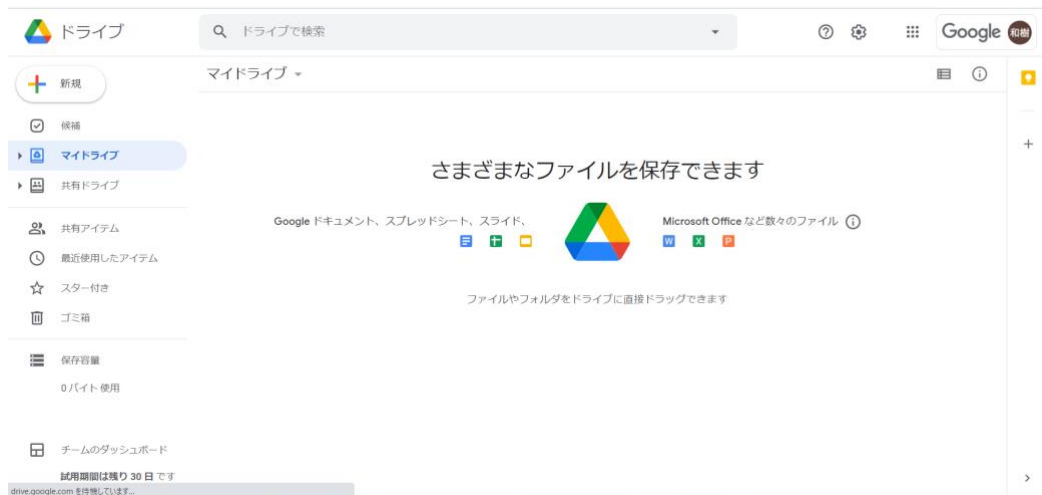 ドライブ
ドライブで検索
Google 和樹
新規
マイドライブ
候補
マイドライブ
共有ドライブ
共有アイテム
最近使用したアイテム
スター付き
ゴミ箱
保存容量
0 バイト 使用
チームのダッシュボード
試用期間は残り 30 日 です
さまざまなファイルを保存できます
Google ドキュメント、スプレッドシート、スライド、
Microsoft Office など数々のファイル
W X P
ファイルやフォルダをドライブに直接ドラッグできます
drive.google.com を待機しています...